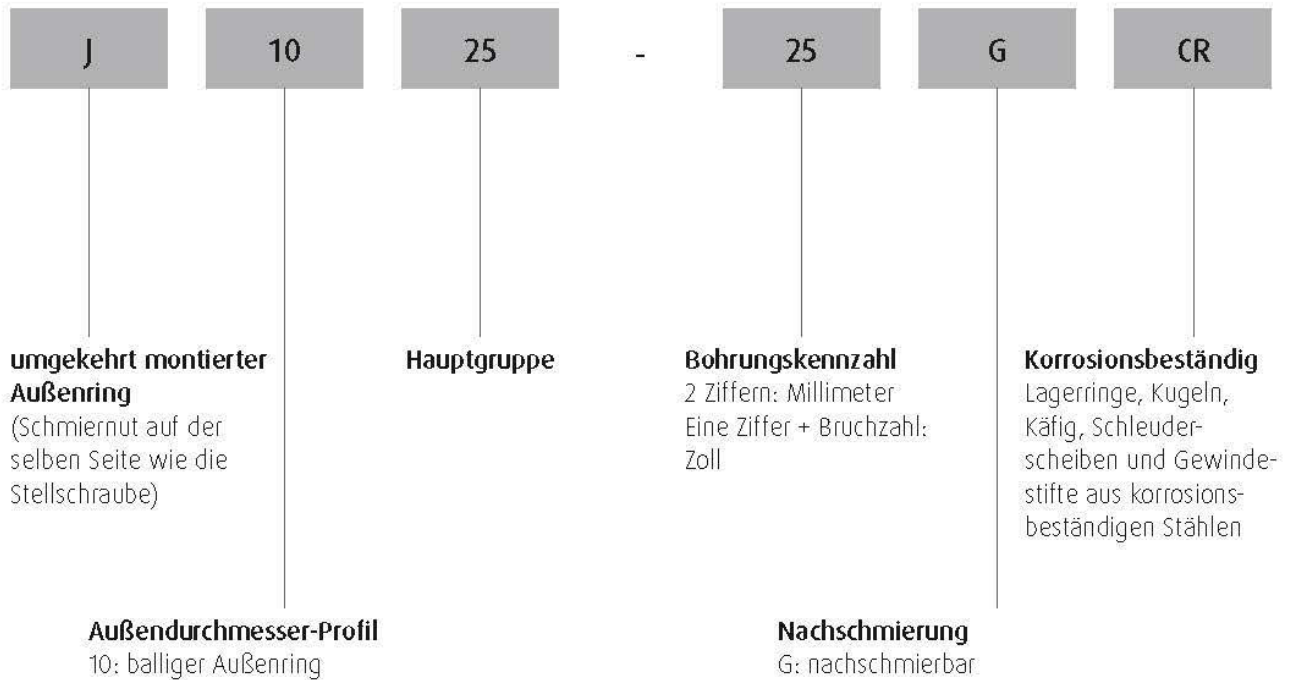 J 10 25 - 25 G CR
umgekehrt montierter
Außenring
(Schmiernut auf der
selben Seite wie die
Stellschraube)
Hauptgruppe
Bohrungskennzahl
2 Ziffern: Millimeter
Eine Ziffer + Bruchzahl:
Zoll
Korrosionsbeständig
Lagerringe, Kugeln,
Käfig, Schleuder-
scheiben und Gewinde-
stifte aus korrosions-
beständigen Stählen
Außendurchmesser-Profil
10: balliger Außenring
Nachschmierung
G: nachschmierbar